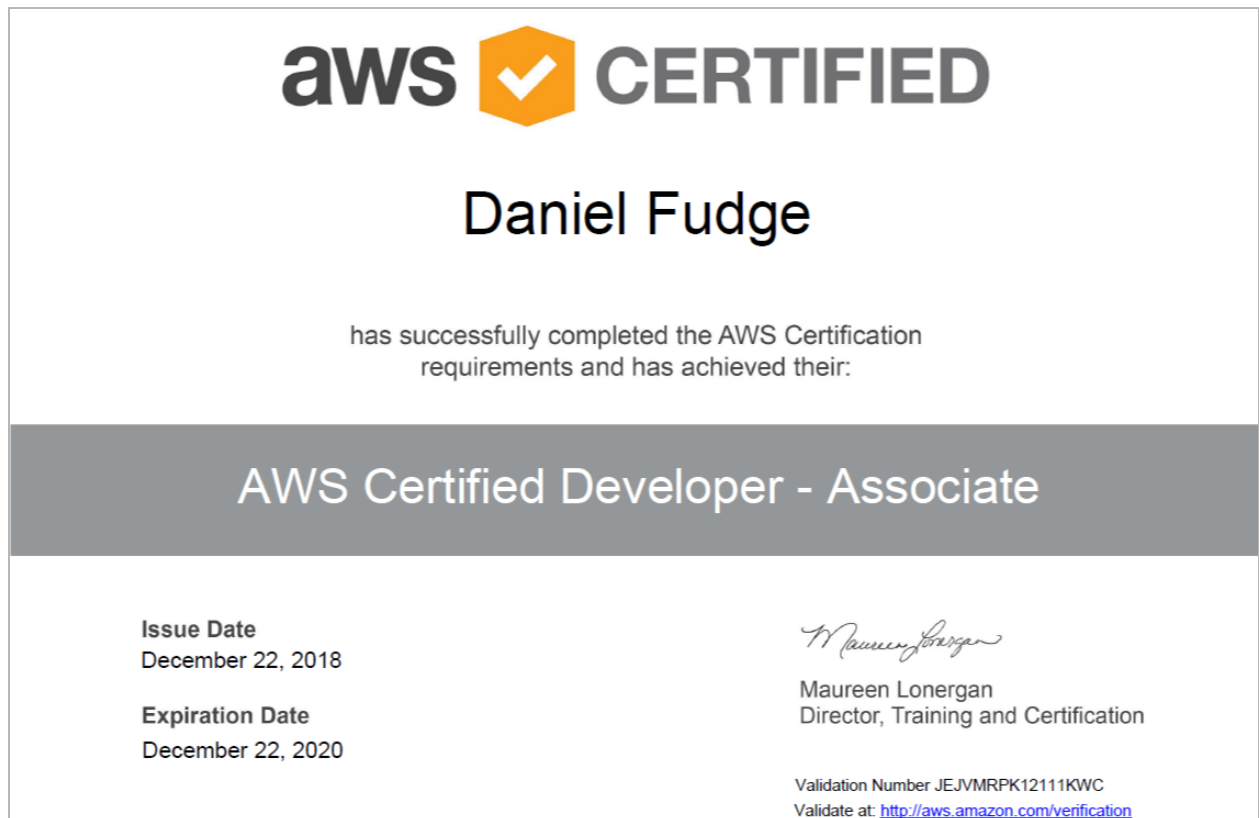 aws CERTIFIED
Daniel Fudge
has successfully completed the AWS Certification
requirements and has achieved their:
AWS Certified Developer - Associate
Issue Date
December 22, 2018
Expiration Date
December 22, 2020
Maureen Lonergan
Maureen Lonergan
Director, Training and Certification
Validation Number JEJVMRPK12111KWC
Validate at: http://aws.amazon.com/verification